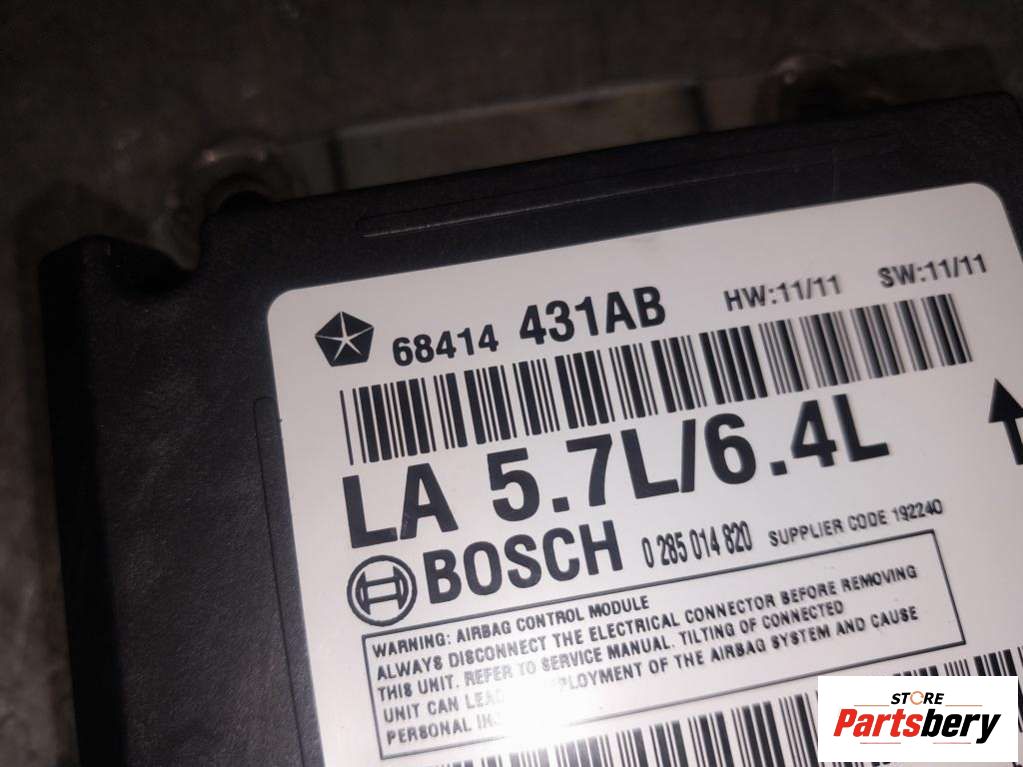 68414 431AB HW:11/11 SW:11/11
LA 5.7L/6.4L
BOSCH 0 285 014 820 SUPPLIER CODE 192240
WARNING: AIRBAG CONTROL MODULE
ALWAYS DISCONNECT THE ELECTRICAL CONNECTOR BEFORE REMOVING
THIS UNIT. REFER TO SERVICE MANUAL. TILTING OF CONNECTED
UNIT CAN OF THE AIRBAG SYSTEM AND CAUSE
PERSONAL
STORE
Partsbery